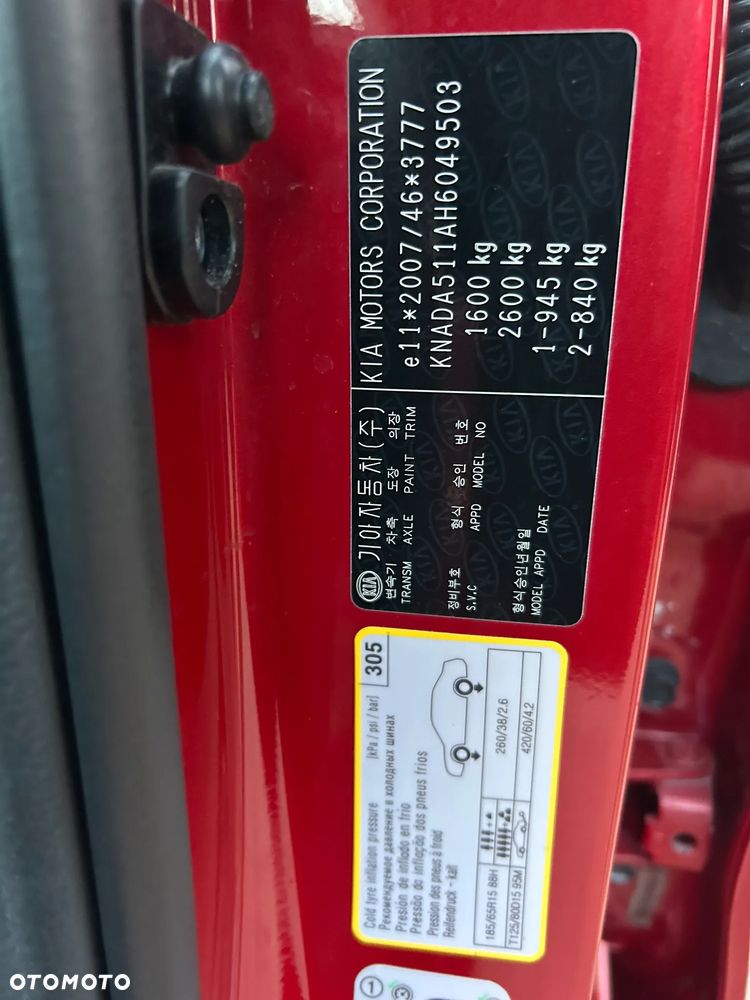 KIA MOTORS CORPORATION
e11*2007/46*3777
KNADA511AH6049503
1600 kg
2600 kg
1-945 kg
2-840 kg
KIA 기아자동차(주)
변속기 차축 도장 의장
TRANSM AXLE PAINT TRIM
정비부호 형식 승인 번호
S.V.C APPD MODEL NO
형식승인년월일
MODEL APPD DATE
Cold tyre inflation pressure [kPa / psi / bar] 305
Рекомендуемое давление в холодных шинах
Presión de inflado en frio
Pressão do inflação dos pneus frios
Pression des pneus à froid
Reifendruck - kalt
185/65R15 88H 260/38/2.6
T125/80D15 95M 420/60/4.2
1
OTOMOTO